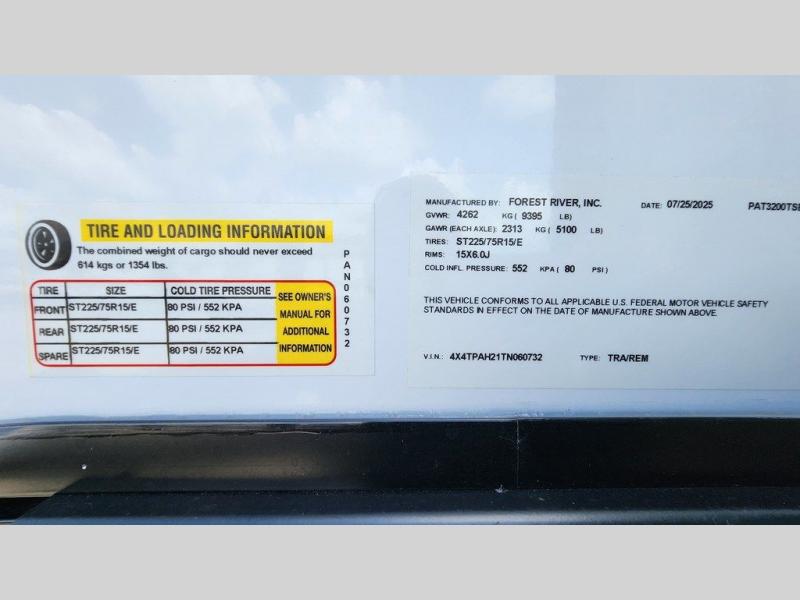 TIRE AND LOADING INFORMATION
The combined weight of cargo should never exceed
614 kgs or 1354 lbs.
TIRE SIZE COLD TIRE PRESSURE
FRONT ST225/75R15/E 80 PSI / 552 KPA
REAR ST225/75R15/E 80 PSI / 552 KPA
SPARE ST225/75R15/E 80 PSI / 552 KPA
SEE OWNER'S
MANUAL FOR
ADDITIONAL
INFORMATION
PAN060732
MANUFACTURED BY: FOREST RIVER, INC. DATE: 07/25/2025 PAT3200TSB
GVWR: 4262 KG ( 9395 LB)
GAWR (EACH AXLE): 2313 KG ( 5100 LB)
TIRES: ST225/75R15/E
RIMS: 15X6.0J
COLD INFL. PRESSURE: 552 KPA ( 80 PSI)
THIS VEHICLE CONFORMS TO ALL APPLICABLE U.S. FEDERAL MOTOR VEHICLE SAFETY
STANDARDS IN EFFECT ON THE DATE OF MANUFACTURE SHOWN ABOVE.
V.I.N.: 4X4TPAH21TN060732 TYPE: TRA/REM